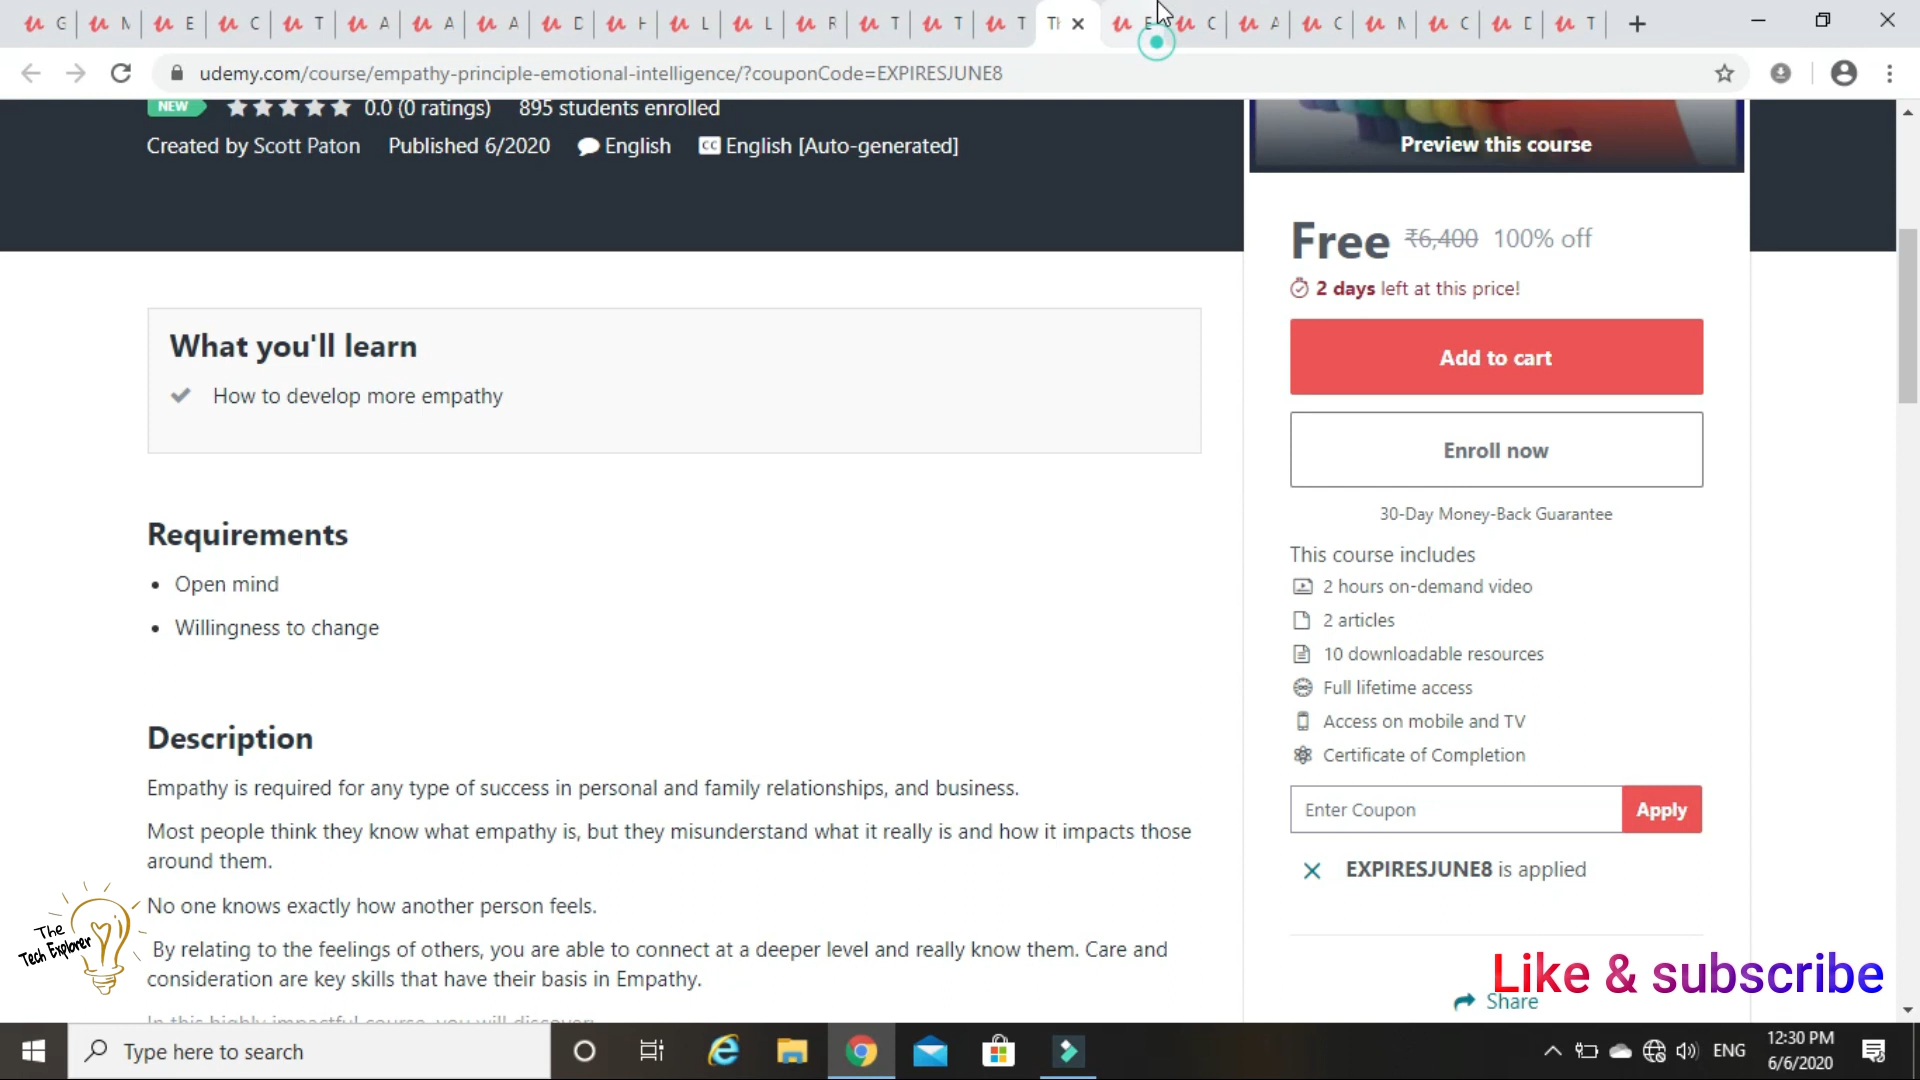 G M E C T A A A D H L L R T T T Th E C A C M C D T
udemy.com/course/empathy-principle-emotional-intelligence/?couponCode=EXPIRESJUNE8
NEW 0.0 (0 ratings) 895 students enrolled
Created by Scott Paton Published 6/2020 English CC English [Auto-generated]
Preview this course
Free ₹6,400 100% off
2 days left at this price!
Add to cart
Enroll now
30-Day Money-Back Guarantee
This course includes
2 hours on-demand video
2 articles
10 downloadable resources
Full lifetime access
Access on mobile and TV
Certificate of Completion
Enter Coupon Apply
EXPIRESJUNE8 is applied
Share
What you'll learn
How to develop more empathy
Requirements
Open mind
Willingness to change
Description
Empathy is required for any type of success in personal and family relationships, and business.
Most people think they know what empathy is, but they misunderstand what it really is and how it impacts those
around them.
No one knows exactly how another person feels.
By relating to the feelings of others, you are able to connect at a deeper level and really know them. Care and
consideration are key skills that have their basis in Empathy.
In this highly impactful course, you will discover:
The
Tech Explorer
Like & subscribe
Type here to search
ENG
12:30 PM
6/6/2020